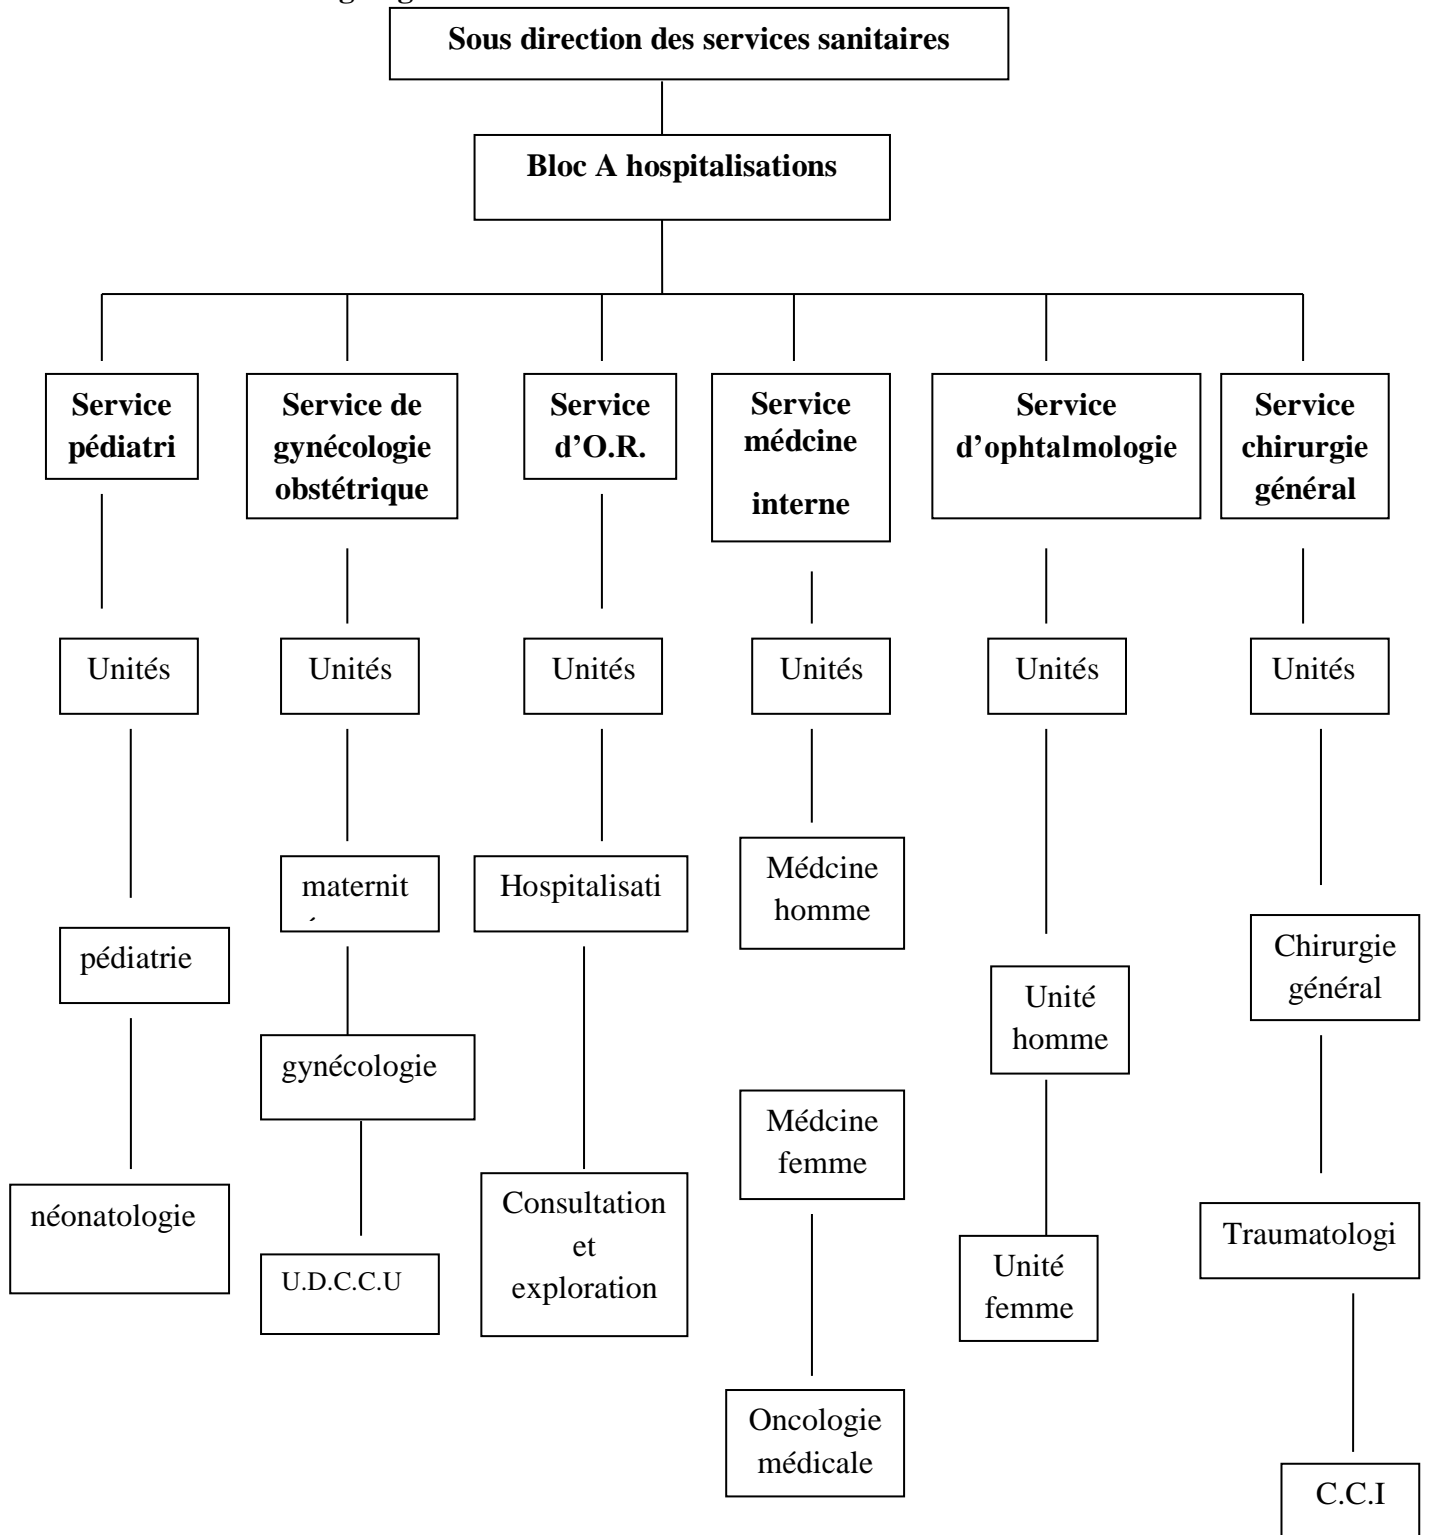 Sous direction des services sanitaires
Bloc A hospitalisations
Service
pédiatri
Service de
gynécologie
obstétrique
Service
d’O.R.
Service
médcine
interne
Service
d’ophtalmologie
Service
chirurgie
général
Unités
Unités
Unités
Unités
Unités
Unités
maternit
Hospitalisati
Médcine
homme
pédiatrie
Chirurgie
général
Unité
homme
gynécologie
Médcine
femme
néonatologie
Consultation
et
exploration
Traumatologi
U.D.C.C.U
Unité
femme
Oncologie
médicale
C.C.I